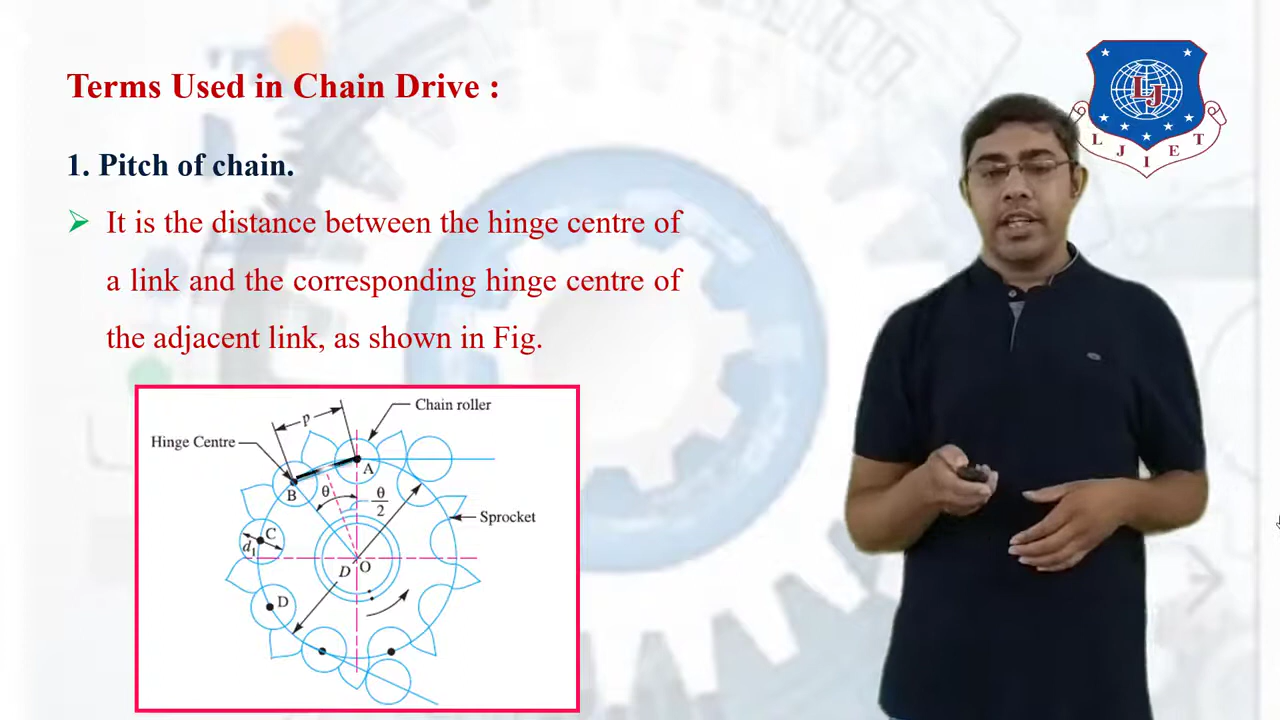 Terms Used in Chain Drive :
1. Pitch of chain.
It is the distance between the hinge centre of
a link and the corresponding hinge centre of
the adjacent link, as shown in Fig.
p
Chain roller
Hinge Centre
A
B
θ
θ
2
Sprocket
C
d1
D
O
D
LJ
L J I E T